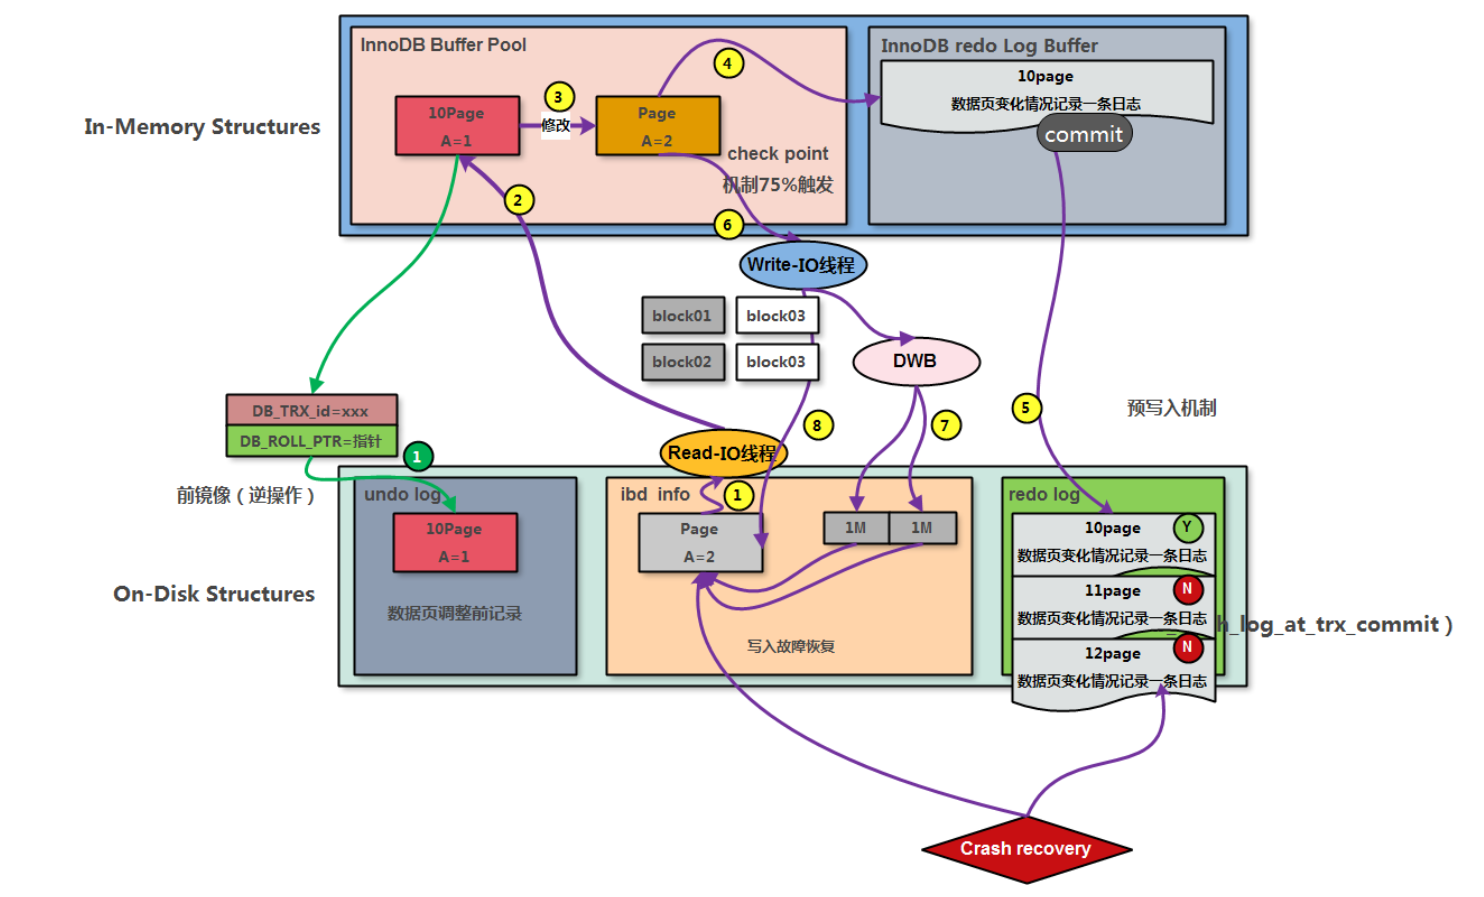 InnoDB Buffer Pool
InnoDB redo Log Buffer
4
10page
数据页变化情况记录一条日志
commit
3
10Page
A=1
修改
Page
A=2
In-Memory Structures
check point
机制75%触发
2
6
Write-IO线程
block01
block03
block02
block03
DWB
DB_TRX_id=xxx
DB_ROLL_PTR=指针
5
预写入机制
8
7
1
Read-IO线程
前镜像（逆操作）
undo log
10Page
A=1
数据页调整前记录
ibd info
1
Page
A=2
1M
1M
写入故障恢复
redo log
10page
Y
数据页变化情况记录一条日志
11page
N
数据页变化情况记录一条日志
h_log_at_trx_commit）
12page
N
数据页变化情况记录一条日志
On-Disk Structures
Crash recovery